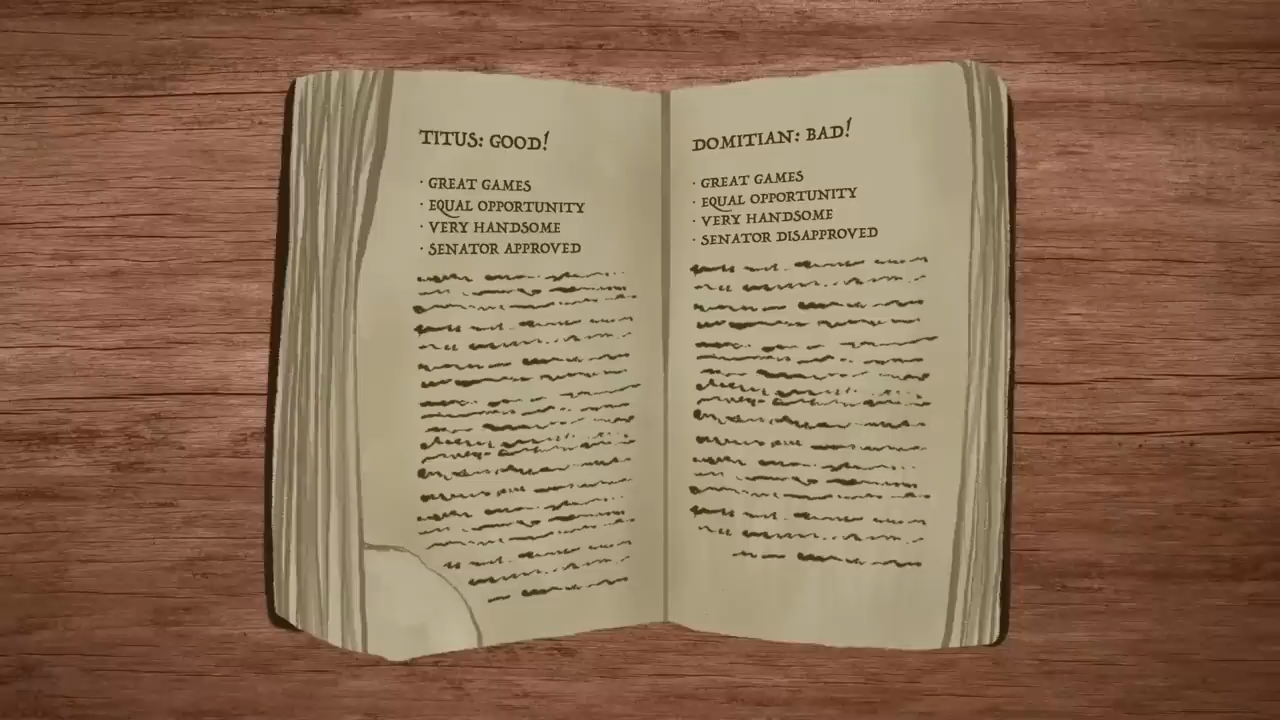 TITUS: GOOD!
· GREAT GAMES
· EQUAL OPPORTUNITY
· VERY HANDSOME
· SENATOR APPROVED
DOMITIAN: BAD!
· GREAT GAMES
· EQUAL OPPORTUNITY
· VERY HANDSOME
· SENATOR DISAPPROVED